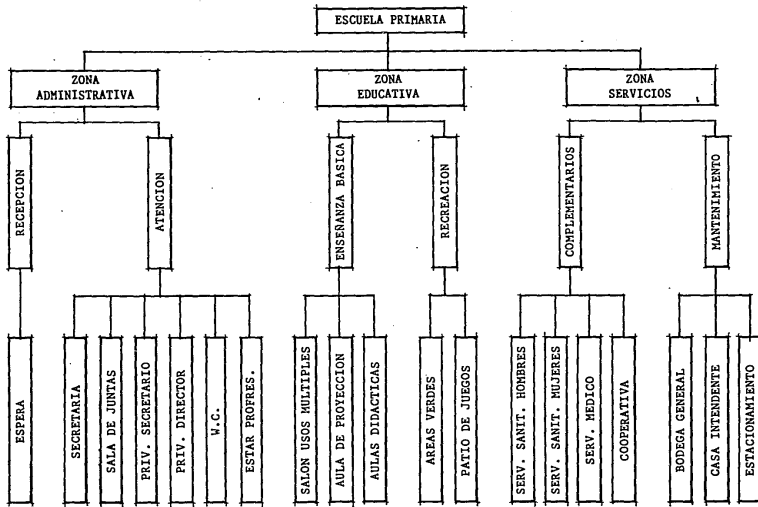 ESCUELA PRIMARIA
ZONA
ADMINISTRATIVA
ZONA
EDUCATIVA
ZONA
SERVICIOS
RECEPCION
ATENCION
ENSEÑANZA BASICA
RECREACION
COMPLEMENTARIOS
MANTENIMIENTO
ESPERA
SECRETARIA
SALA DE JUNTAS
PRIV. SECRETARIO
PRIV. DIRECTOR
W.C.
ESTAR PROFRES.
SALON USOS MULTIPLES
AULA DE PROYECCION
AULAS DIDACTICAS
AREAS VERDES
PATIO DE JUEGOS
SERV. SANIT. HOMBRES
SERV. SANIT. MUJERES
SERV. MEDICO
COOPERATIVA
BODEGA GENERAL
CASA INTENDENTE
ESTACIONAMIENTO